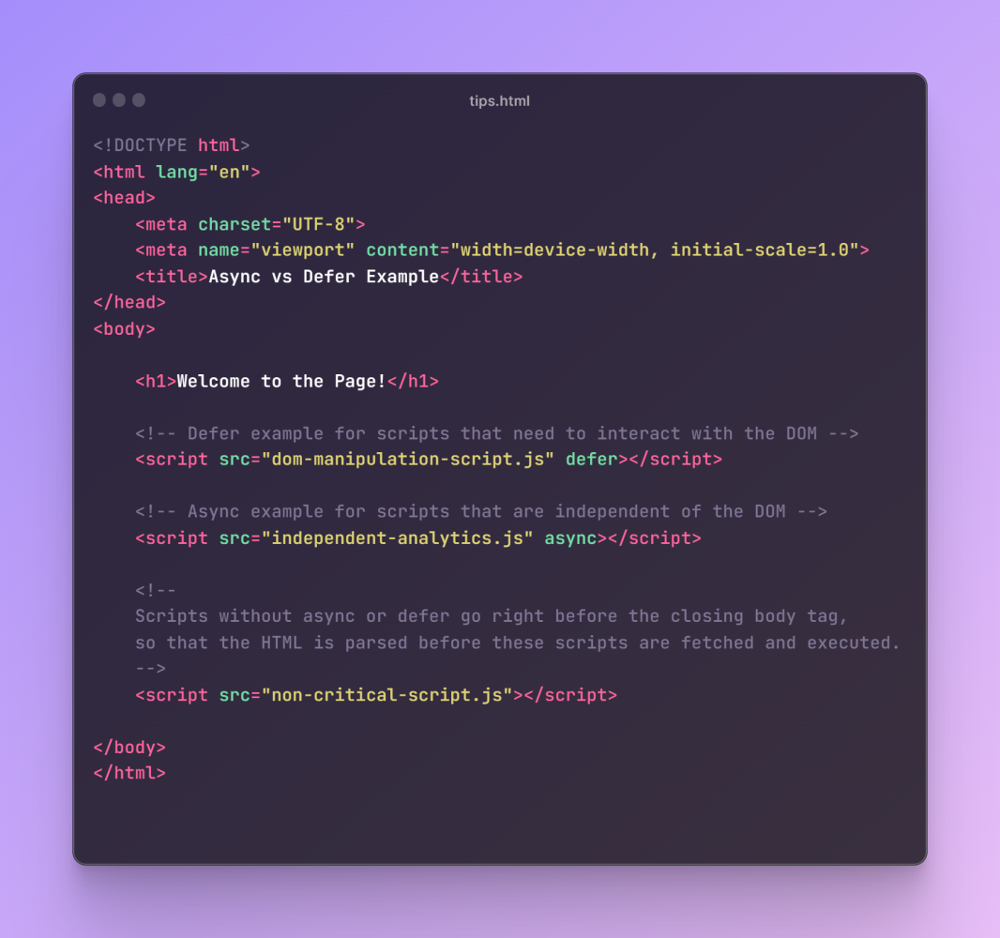 tips.html
<!DOCTYPE html>
<html lang="en">
<head>
    <meta charset="UTF-8">
    <meta name="viewport" content="width=device-width, initial-scale=1.0">
    <title>Async vs Defer Example</title>
</head>
<body>

    <h1>Welcome to the Page!</h1>

    <!-- Defer example for scripts that need to interact with the DOM -->
    <script src="dom-manipulation-script.js" defer></script>

    <!-- Async example for scripts that are independent of the DOM -->
    <script src="independent-analytics.js" async></script>

    <!--
    Scripts without async or defer go right before the closing body tag,
    so that the HTML is parsed before these scripts are fetched and executed.
    -->
    <script src="non-critical-script.js"></script>

</body>
</html>